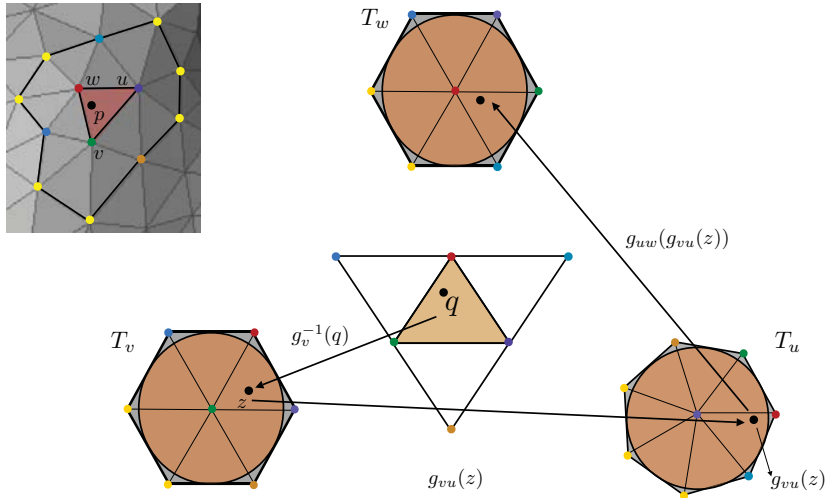 w u
p
v
T_w
g_{uw}(g_{vu}(z))
q
g_v^{-1}(q)
T_v
T_u
z
g_{vu}(z)
g_{vu}(z)